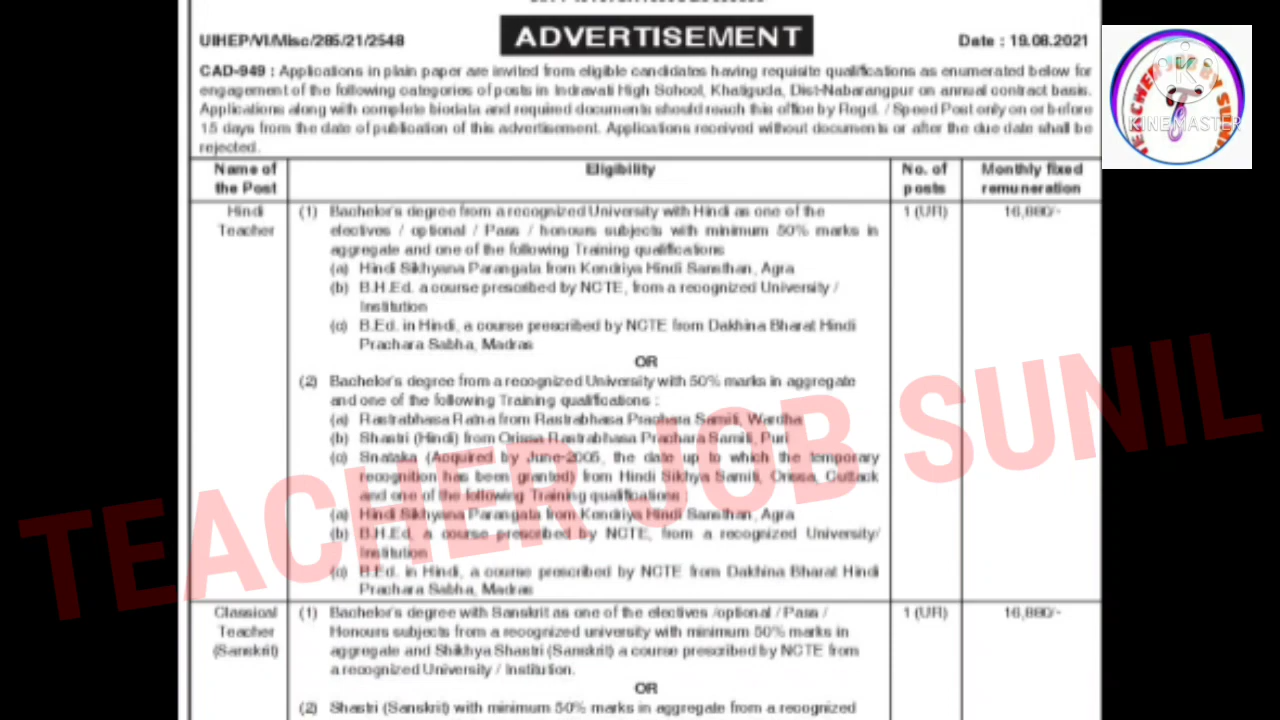 ADVERTISEMENT
UIHEP/VI/Misc/285/21/2548
Date : 19.08.2021
CAD-949 : Applications in plain paper are invited from eligible candidates having requisite qualifications as enumerated below for
engagement of the following categories of posts in Indravati High School, Khatiguda, Dist-Nabarangpur on annual contract basis.
Applications along with complete biodata and required documents should reach this office by Regd. / Speed Post only on or before
15 days from the date of publication of this advertisement. Applications received without documents or after the due date shall be
rejected.
Name of the Post
Eligibility
No. of posts
Monthly fixed remuneration
Hindi Teacher
(1) Bachelor's degree from a recognized University with Hindi as one of the
electives / optional / Pass / honours subjects with minimum 50% marks in
aggregate and one of the following Training qualifications
(a) Hindi Sikhyana Parangata from Kendriya Hindi Sansthan, Agra
(b) B.H.Ed. a course prescribed by NCTE, from a recognized University /
Institution
(c) B.Ed. in Hindi, a course prescribed by NCTE from Dakhina Bharat Hindi
Prachara Sabha, Madras
OR
(2) Bachelor's degree from a recognized University with 50% marks in aggregate
and one of the following Training qualifications :
(a) Rastrabhasa Ratna from Rastrabhasa Prachara Samiti, Wardha
(b) Shastri (Hindi) from Orissa Rastrabhasa Prachara Samiti, Puri
(c) Snataka (Acquired by June-2005, the date up to which the temporary
recognition has been granted) from Hindi Sikhya Samiti, Orissa, Cuttack
and one of the following Training qualifications :
(a) Hindi Sikhyana Parangata from Kendriya Hindi Sansthan, Agra
(b) B.H.Ed, a course prescribed by NCTE, from a recognized University/
Institution
(c) B.Ed. in Hindi, a course prescribed by NCTE from Dakhina Bharat Hindi
Prachara Sabha, Madras
1 (UR)
16,880/-
Classical Teacher (Sanskrit)
(1) Bachelor's degree with Sanskrit as one of the electives /optional / Pass /
Honours subjects from a recognized university with minimum 50% marks in
aggregate and Shikhya Shastri (Sanskrit) a course prescribed by NCTE from
a recognized University / Institution.
OR
(2) Shastri (Sanskrit) with minimum 50% marks in aggregate from a recognized
1 (UR)
16,880/-
TEACHER JOB SUNIL
TEACHER JOB SUNIL
KINEMASTER